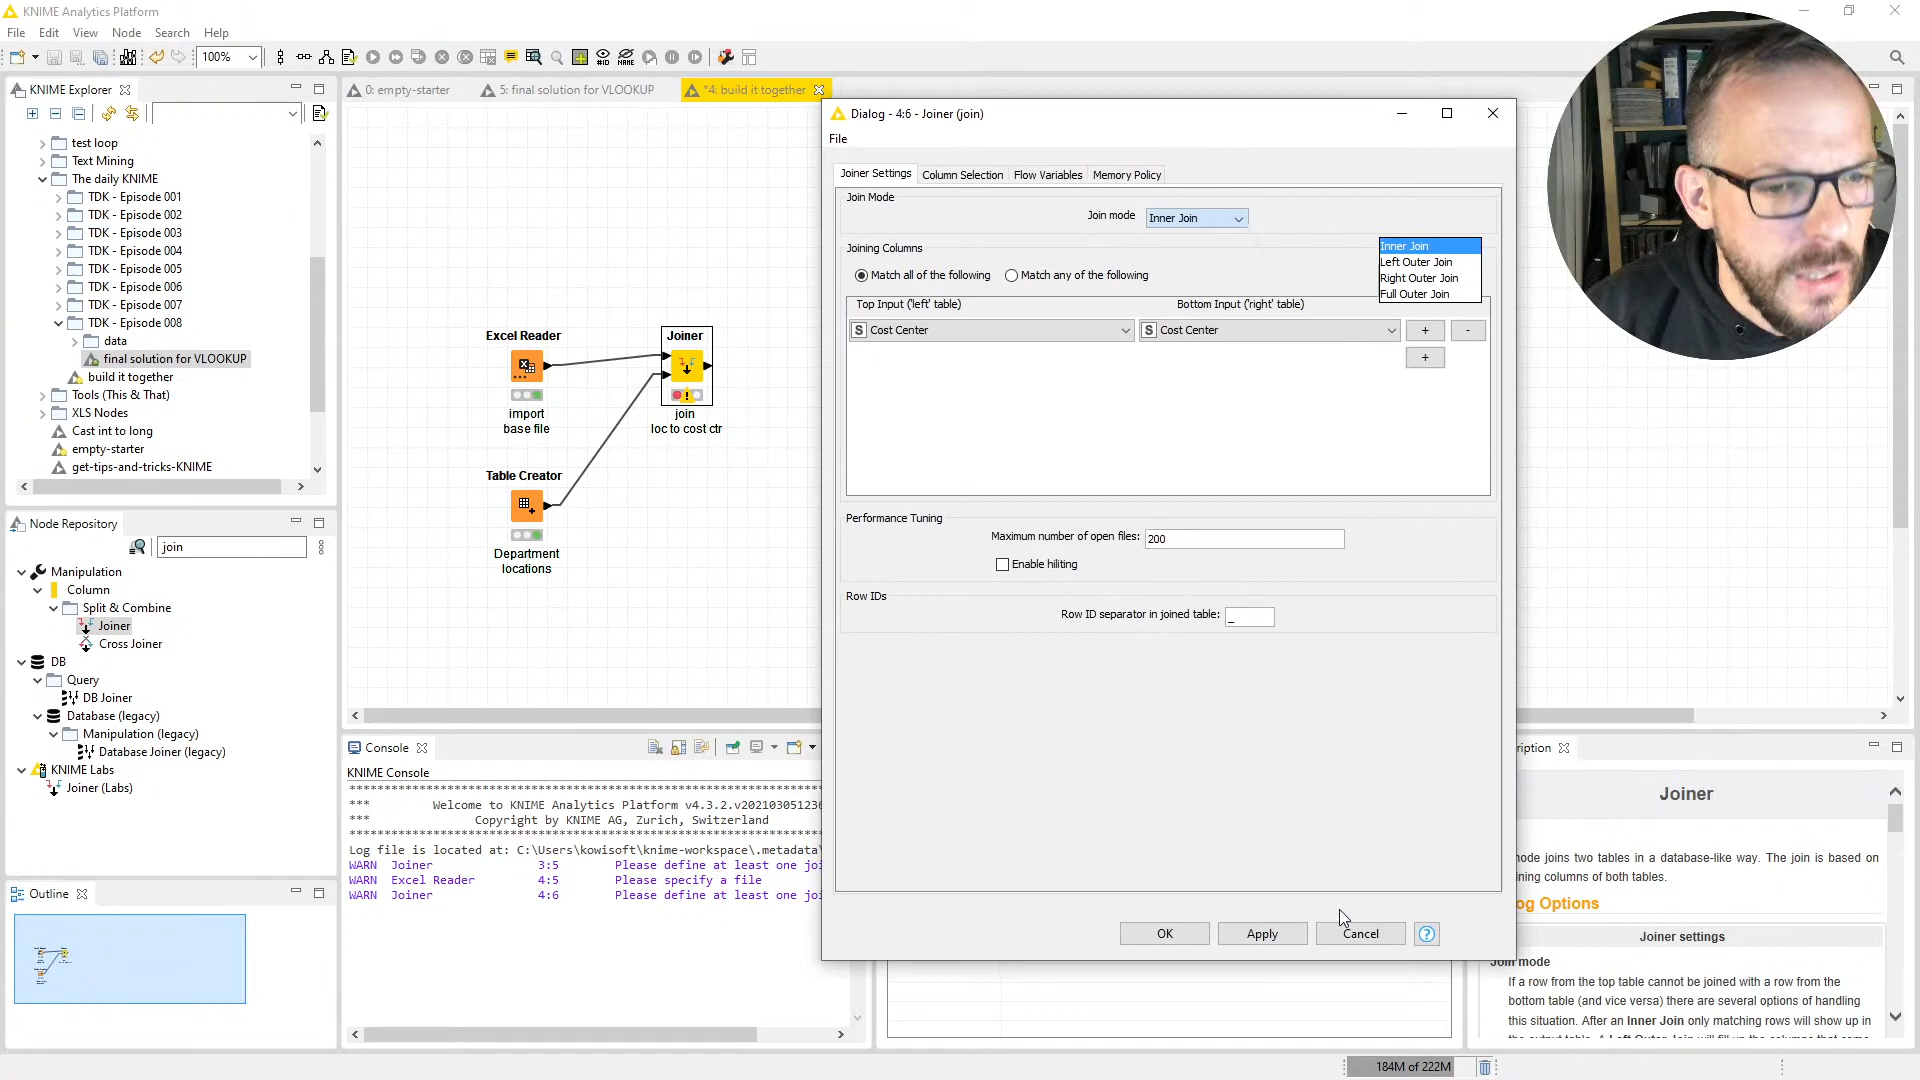 KNIME Analytics Platform
File Edit View Node Search Help
100%
KNIME Explorer
0: empty-starter
5: final solution for VLOOKUP
*4: build it together
test loop
Text Mining
The daily KNIME
TDK - Episode 001
TDK - Episode 002
TDK - Episode 003
TDK - Episode 004
TDK - Episode 005
TDK - Episode 006
TDK - Episode 007
TDK - Episode 008
data
final solution for VLOOKUP
build it together
Tools (This & That)
XLS Nodes
Cast int to long
empty-starter
get-tips-and-tricks-KNIME
Node Repository
join
Manipulation
Column
Split & Combine
Joiner
Cross Joiner
DB
Query
DB Joiner
Database (legacy)
Manipulation (legacy)
Database Joiner (legacy)
KNIME Labs
Joiner (Labs)
Outline
Excel Reader
import
base file
Joiner
join
loc to cost ctr
Table Creator
Department
locations
Console
KNIME Console
********************************************************************
*** Welcome to KNIME Analytics Platform v4.3.2.v202103051236
*** Copyright by KNIME AG, Zurich, Switzerland
********************************************************************
Log file is located at: C:\Users\kowisoft\knime-workspace\.metadata\
WARN Joiner 3:5 Please define at least one joi
WARN Excel Reader 4:5 Please specify a file
WARN Joiner 4:6 Please define at least one joi
Dialog - 4:6 - Joiner (join)
File
Joiner Settings Column Selection Flow Variables Memory Policy
Join Mode
Join mode Inner Join
Inner Join
Left Outer Join
Right Outer Join
Full Outer Join
Joining Columns
Match all of the following Match any of the following
Top Input ('left' table) Bottom Input ('right' table)
S Cost Center S Cost Center + -
+
Performance Tuning
Maximum number of open files: 200
Enable hiliting
Row IDs
Row ID separator in joined table: _
OK Apply Cancel ?
ription
Joiner
node joins two tables in a database-like way. The join is based on
ining columns of both tables.
og Options
Joiner settings
Join mode
If a row from the top table cannot be joined with a row from the
bottom table (and vice versa) there are several options of handling
this situation. After an Inner Join only matching rows will show up in
184M of 222M